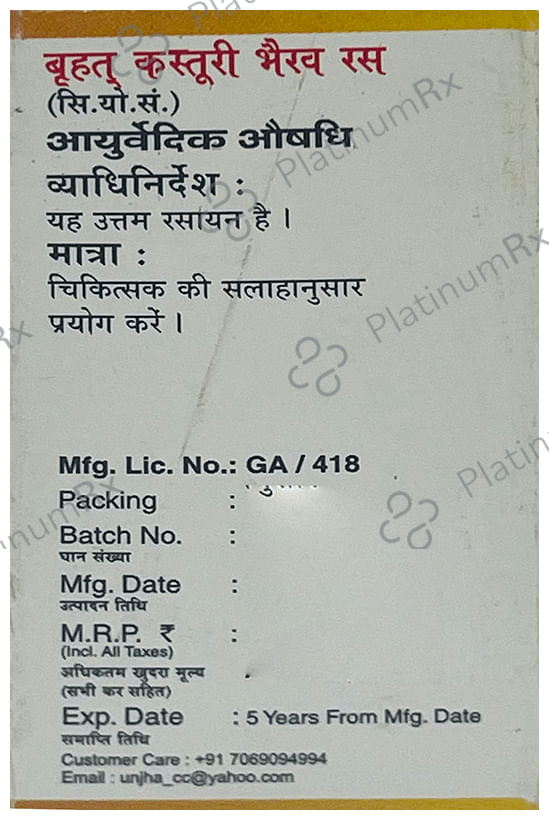 बृहत् कस्तूरी भैरव रस
(सि.यो.सं.)
आयुर्वेदिक औषधि
व्याधिनिर्देश :
यह उत्तम रसायन है ।
मात्रा :
चिकित्सक की सलाहानुसार
प्रयोग करें ।
Mfg. Lic. No.: GA / 418
Packing :
Batch No. :
घान संख्या
Mfg. Date :
उत्पादन तिथि
M.R.P. ₹ :
(Incl. All Taxes)
अधिकतम खुदरा मूल्य
(सभी कर सहित)
Exp. Date : 5 Years From Mfg. Date
समाप्ति तिथि
Customer Care : +91 7069094994
Email : unjha_cc@yahoo.com
PlatinumRx
PlatinumRx